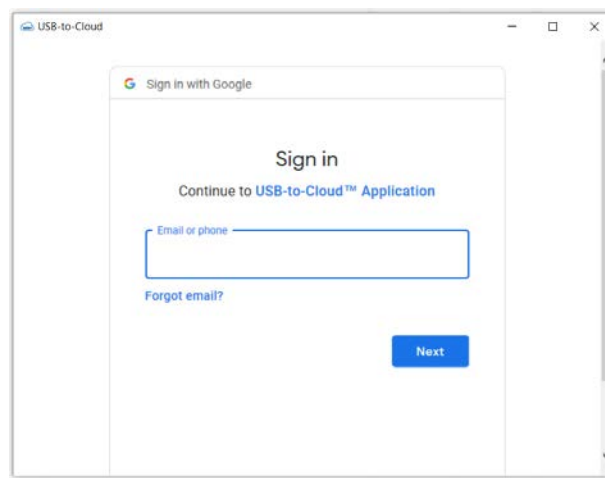 USB-to-Cloud
Sign in with Google
Sign in
Continue to USB-to-Cloud™ Application
Email or phone
Forgot email?
Next